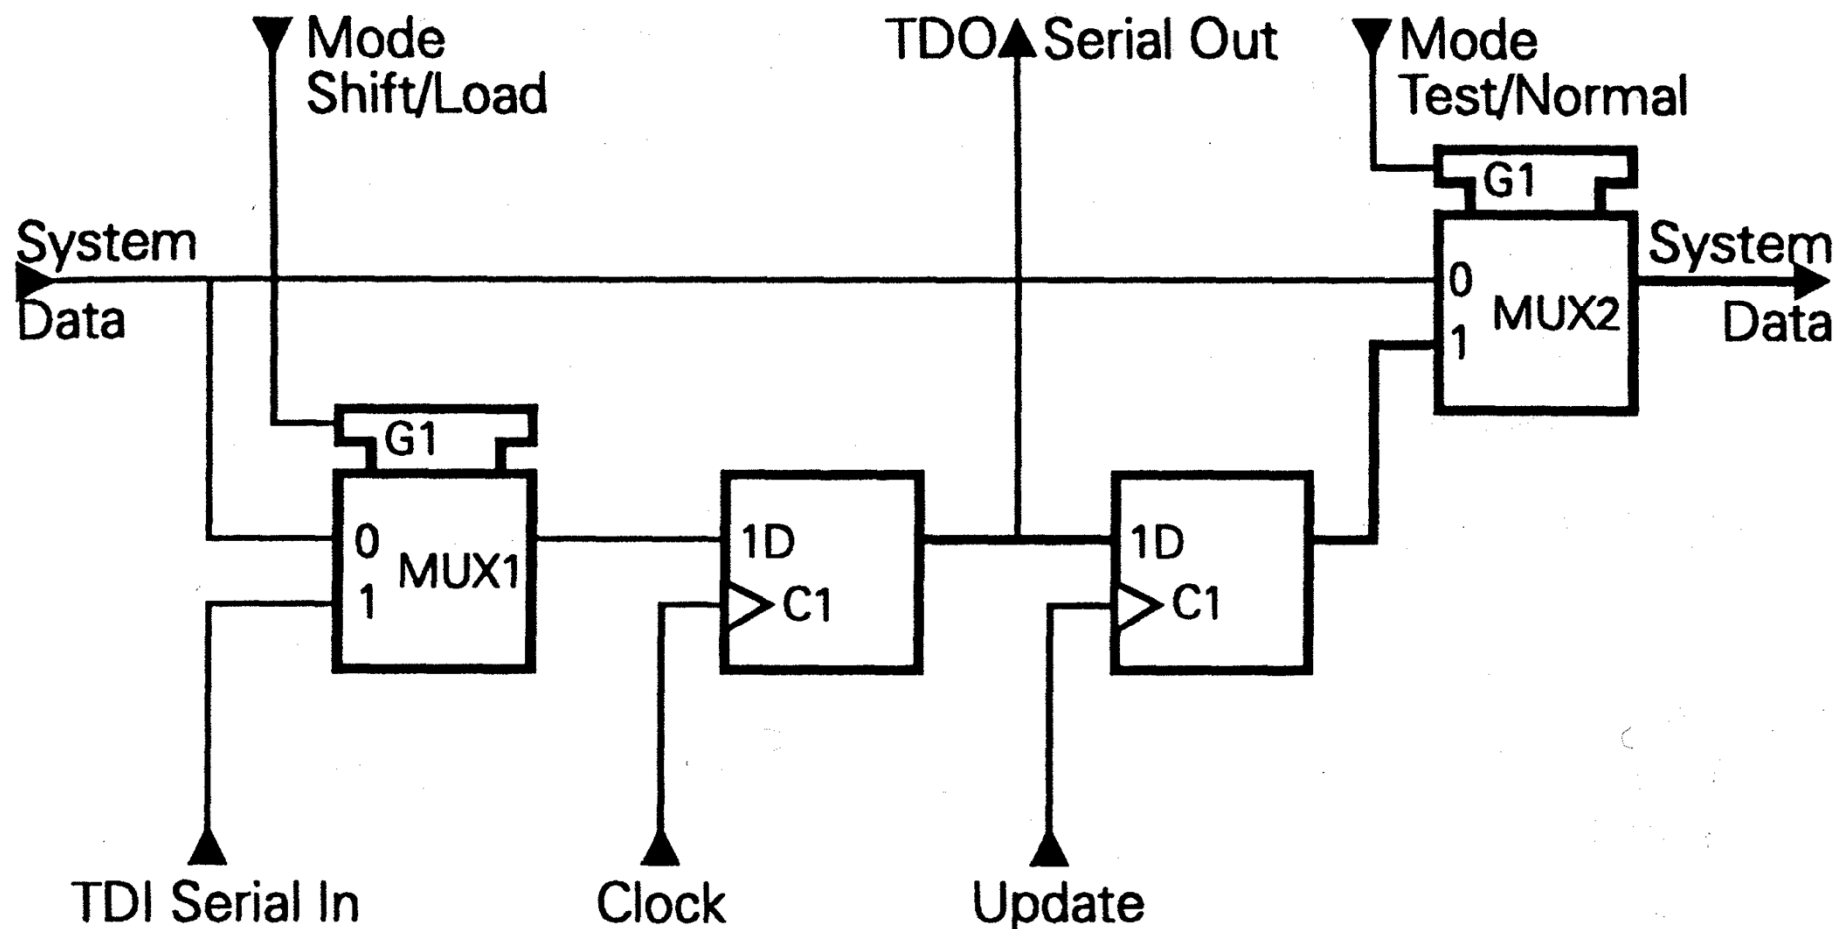 Mode
Shift/Load
TDO Serial Out
Mode
Test/Normal
G1
System
Data
System
Data
0
1
MUX2
G1
0
1
MUX1
1D
C1
1D
C1
TDI Serial In
Clock
Update